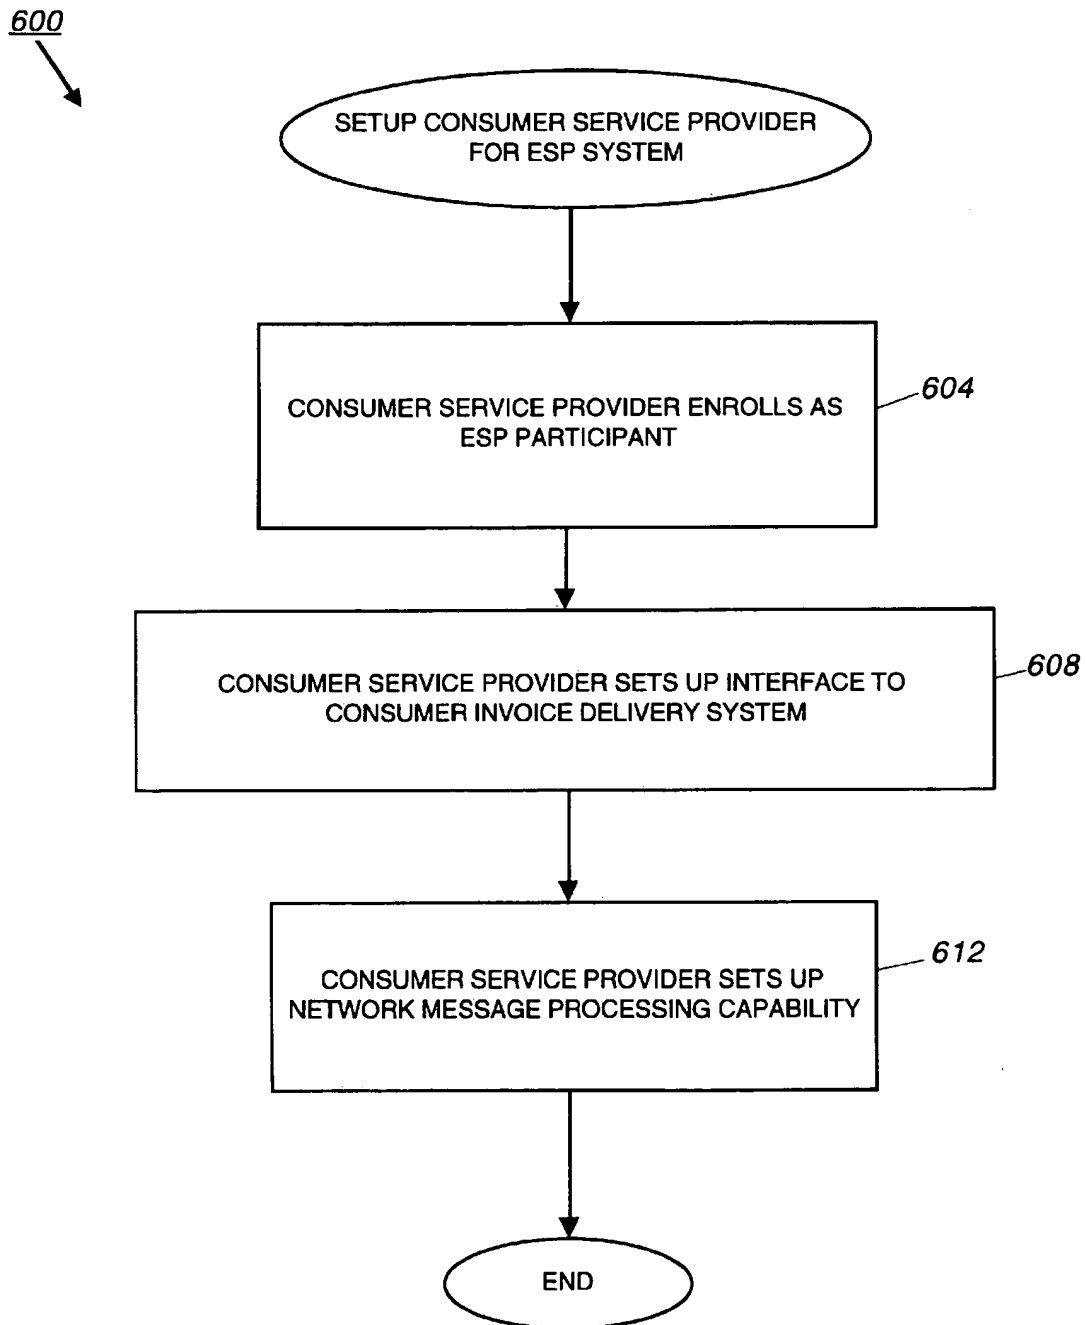 600
SETUP CONSUMER SERVICE PROVIDER
FOR ESP SYSTEM
CONSUMER SERVICE PROVIDER ENROLLS AS
ESP PARTICIPANT
604
CONSUMER SERVICE PROVIDER SETS UP INTERFACE TO
CONSUMER INVOICE DELIVERY SYSTEM
608
CONSUMER SERVICE PROVIDER SETS UP
NETWORK MESSAGE PROCESSING CAPABILITY
612
END